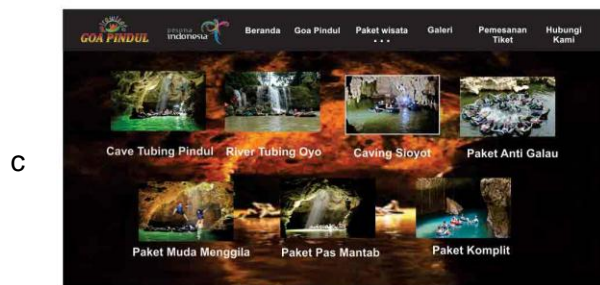 GOA PINDUL
pesona
indonesia
Beranda
Goa Pindul
Paket wisata
Galeri
Pemesanan
Tiket
Hubungi
Kami
C
Cave Tubing Pindul
River Tubing Oyo
Caving Sioyot
Paket Anti Galau
Paket Muda Menggila
Paket Pas Mantab
Paket Komplit